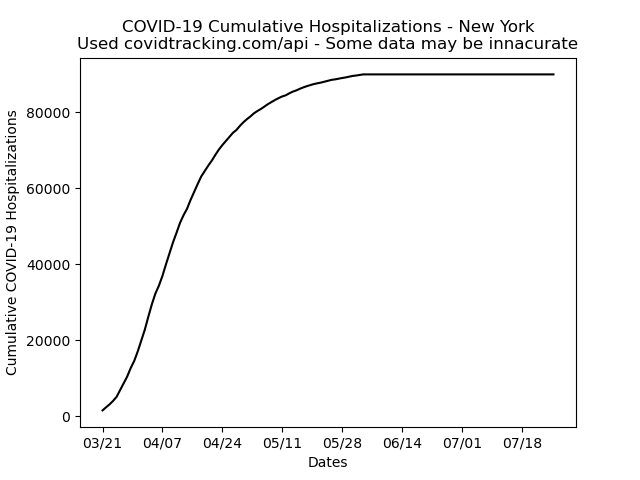 COVID-19 Cumulative Hospitalizations - New York
Used covidtracking.com/api - Some data may be innacurate
Cumulative COVID-19 Hospitalizations
80000
60000
40000
20000
0
03/21 04/07 04/24 05/11 05/28 06/14 07/01 07/18
Dates